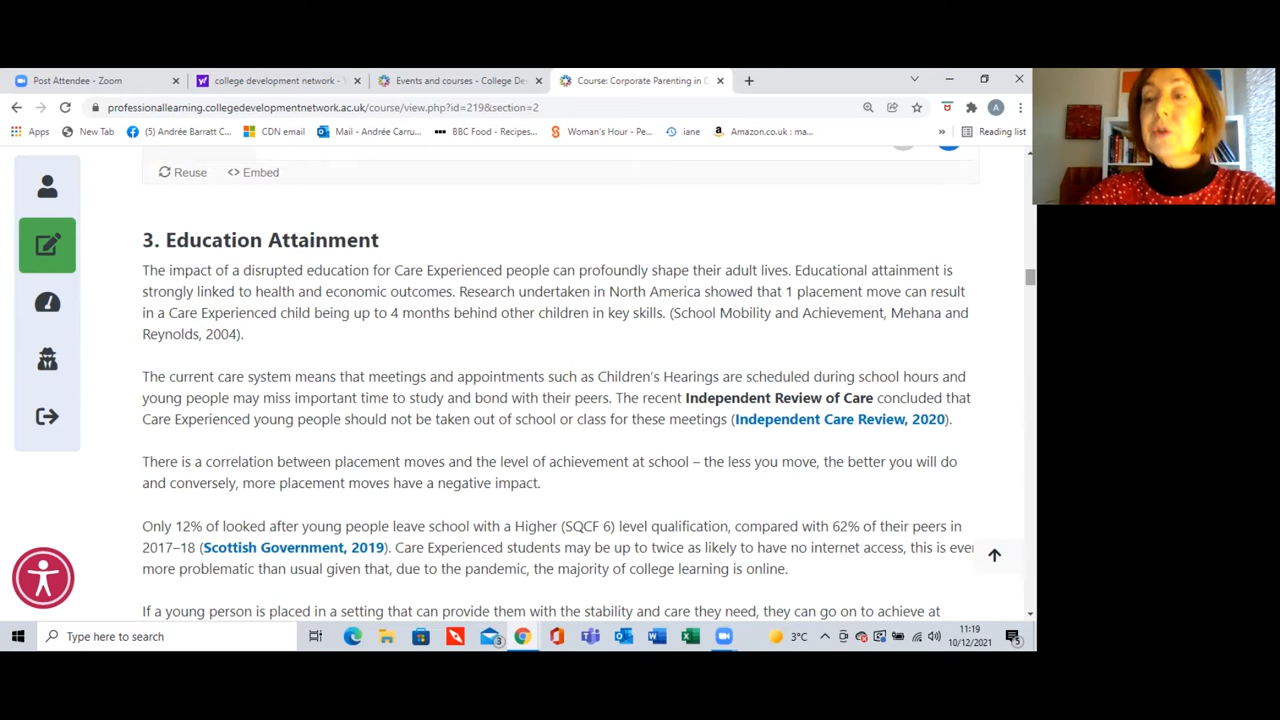 Post Attendee - Zoom
college development network -
Events and courses - College De
Course: Corporate Parenting in C
professionallearning.collegedevelopmentnetwork.ac.uk/course/view.php?id=219&section=2
A
Apps
New Tab
(5) Andrée Barratt C...
CDN email
Mail - Andrée Carru...
BBC Food - Recipes...
Woman's Hour - Pe...
iane
Amazon.co.uk : ma...
»
Reading list
Reuse
<> Embed
3. Education Attainment
The impact of a disrupted education for Care Experienced people can profoundly shape their adult lives. Educational attainment is
strongly linked to health and economic outcomes. Research undertaken in North America showed that 1 placement move can result
in a Care Experienced child being up to 4 months behind other children in key skills. (School Mobility and Achievement, Mehana and
Reynolds, 2004).
The current care system means that meetings and appointments such as Children's Hearings are scheduled during school hours and
young people may miss important time to study and bond with their peers. The recent Independent Review of Care concluded that
Care Experienced young people should not be taken out of school or class for these meetings (Independent Care Review, 2020).
There is a correlation between placement moves and the level of achievement at school – the less you move, the better you will do
and conversely, more placement moves have a negative impact.
Only 12% of looked after young people leave school with a Higher (SQCF 6) level qualification, compared with 62% of their peers in
2017–18 (Scottish Government, 2019). Care Experienced students may be up to twice as likely to have no internet access, this is even
more problematic than usual given that, due to the pandemic, the majority of college learning is online.
If a young person is placed in a setting that can provide them with the stability and care they need, they can go on to achieve at
Type here to search
3
3°C
11:19
10/12/2021
5